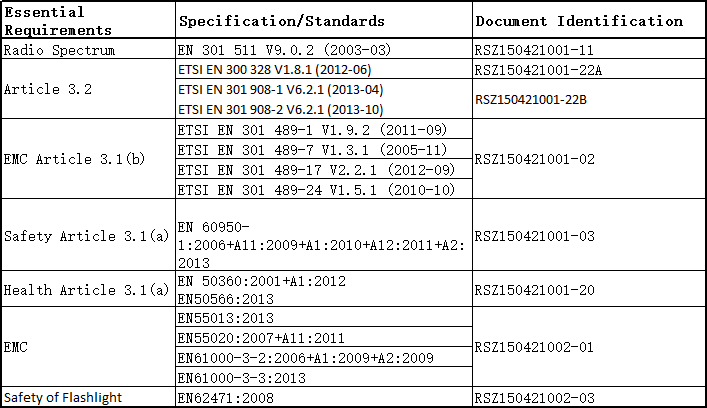 Essential
Requirements
Specification/Standards
Document Identification
Radio Spectrum
EN 301 511 V9.0.2 (2003-03)
RSZ150421001-11
Article 3.2
ETSI EN 300 328 V1.8.1 (2012-06)
RSZ150421001-22A
ETSI EN 301 908-1 V6.2.1 (2013-04)
ETSI EN 301 908-2 V6.2.1 (2013-10)
RSZ150421001-22B
EMC Article 3.1(b)
ETSI EN 301 489-1 V1.9.2 (2011-09)
ETSI EN 301 489-7 V1.3.1 (2005-11)
ETSI EN 301 489-17 V2.2.1 (2012-09)
ETSI EN 301 489-24 V1.5.1 (2010-10)
RSZ150421001-02
Safety Article 3.1(a)
EN 60950-
1:2006+A11:2009+A1:2010+A12:2011+A2:
2013
RSZ150421001-03
Health Article 3.1(a)
EN 50360:2001+A1:2012
EN50566:2013
RSZ150421001-20
EMC
EN55013:2013
EN55020:2007+A11:2011
EN61000-3-2:2006+A1:2009+A2:2009
EN61000-3-3:2013
RSZ150421002-01
Safety of Flashlight
EN62471:2008
RSZ150421002-03